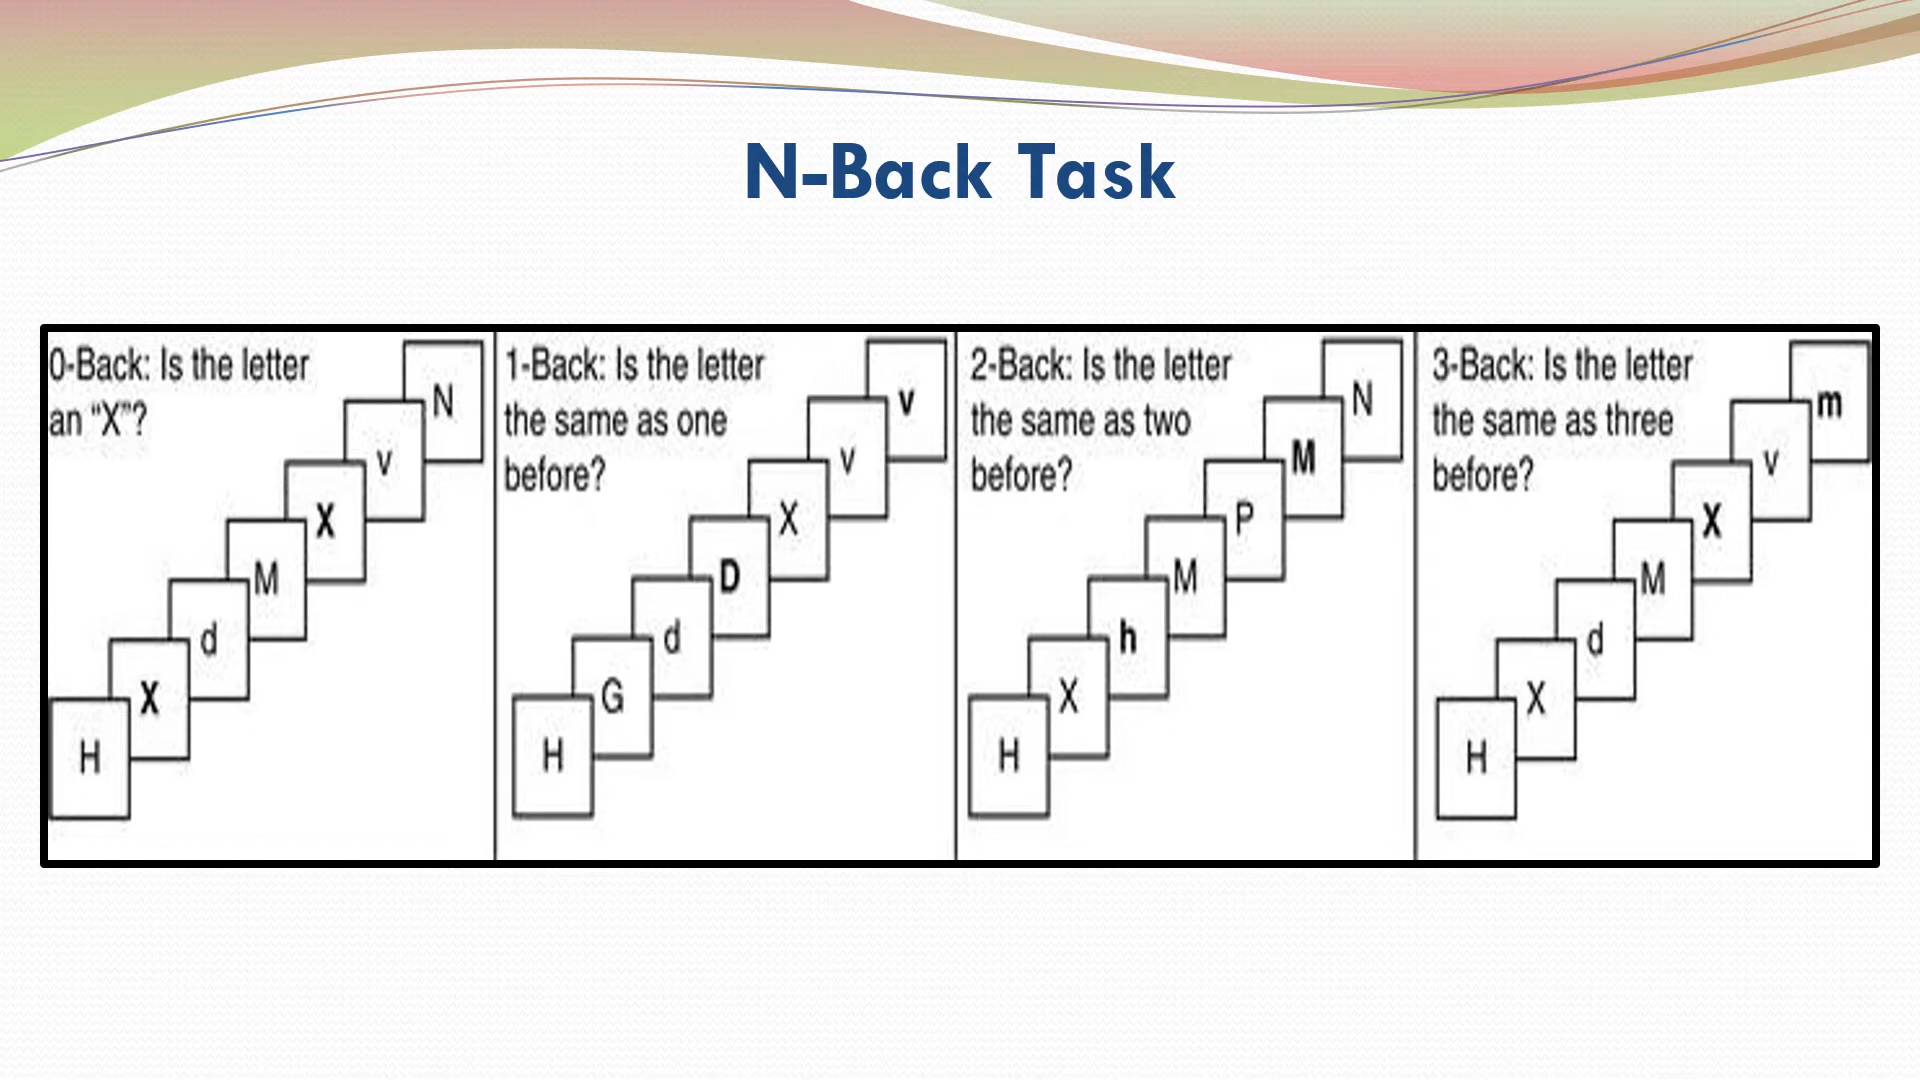 N-Back Task
0-Back: Is the letter
an “X”?
H
X
d
M
X
v
N
1-Back: Is the letter
the same as one
before?
H
G
d
D
X
v
v
2-Back: Is the letter
the same as two
before?
H
X
h
M
P
M
N
3-Back: Is the letter
the same as three
before?
H
X
d
M
X
v
m